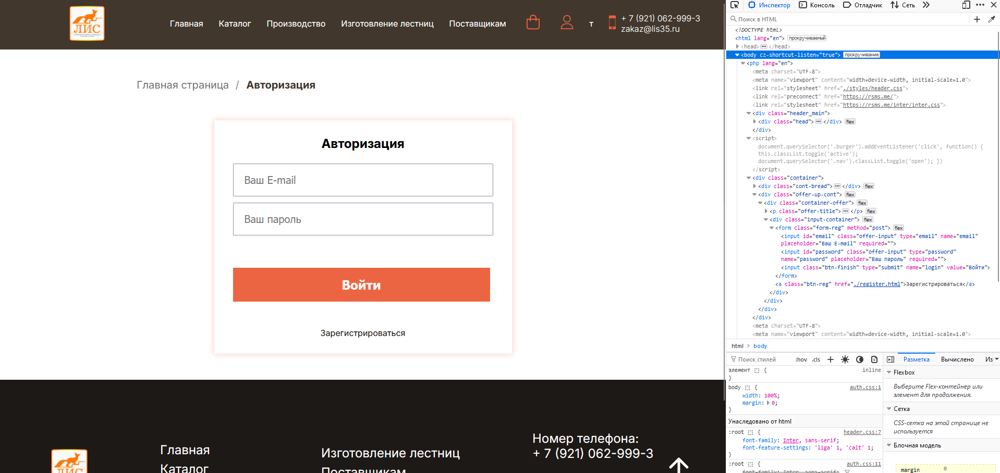 ЛИС
Главная
Каталог
Производство
Изготовление лестниц
Поставщикам
т
+ 7 (921) 062-999-3
zakaz@lis35.ru
Главная страница / Авторизация
Авторизация
Ваш E-mail
Ваш пароль
Войти
Зарегистрироваться
ЛИС
Главная
Каталог
Изготовление лестниц
Поставщикам
Номер телефона:
+ 7 (921) 062-999-3
Инспектор
Консоль
Отладчик
Сеть
Поиск в HTML
<!DOCTYPE html>
<html lang="en"> прокручиваемый
<head> ••• </head>
<body cz-shortcut-listen="true"> прокручивание
<php lang="en">
<meta charset="UTF-8">
<meta name="viewport" content="width=device-width, initial-scale=1.0">
<link rel="stylesheet" href="./styles/header.css">
<link rel="preconnect" href="https://rsms.me/">
<link rel="stylesheet" href="https://rsms.me/inter/inter.css">
<div class="header_main">
<div class="head"> ••• </div> flex
</div>
<script>
document.querySelector('.burger').addEventListener('click', function() {
this.classList.toggle('active');
document.querySelector('.nav').classList.toggle('open'); })
</script>
<div class="container">
<div class="cont-bread"> ••• </div> flex
<div class="offer-up-cont"> flex
<div class="container-offer"> flex
<p class="offer-title"> ••• </p> flex
<div class="input-container"> flex
<form class="form-reg" method="post"> flex
<input id="email" class="offer-input" type="email" name="email"
placeholder="Ваш E-mail" required="">
<input id="password" class="offer-input" type="password"
name="password" placeholder="Ваш пароль" required="">
<input class="btn-finish" type="submit" name="login" value="Войти">
</form>
<a class="btn-reg" href="./register.html">Зарегистрироваться</a>
</div>
</div>
</div>
</div>
<meta charset="UTF-8">
<meta name="viewport" content="width=device-width, initial-scale=1.0">
html > body
Поиск стилей
:hov .cls
элемент { inline
}
body { auth.css:1
width: 100%;
margin: 0;
}
Унаследовано от html
:root { header.css:7
font-family: Inter, sans-serif;
font-feature-settings: 'liga' 1, 'calt' 1;
}
:root { auth.css:11
font-family: Inter, sans-serif;
Разметка
Вычислено
Из
Flexbox
Выберите Flex-контейнер или
элемент для продолжения.
Сетка
CSS-сетка на этой странице не
используется
Блочная модель
margin 0